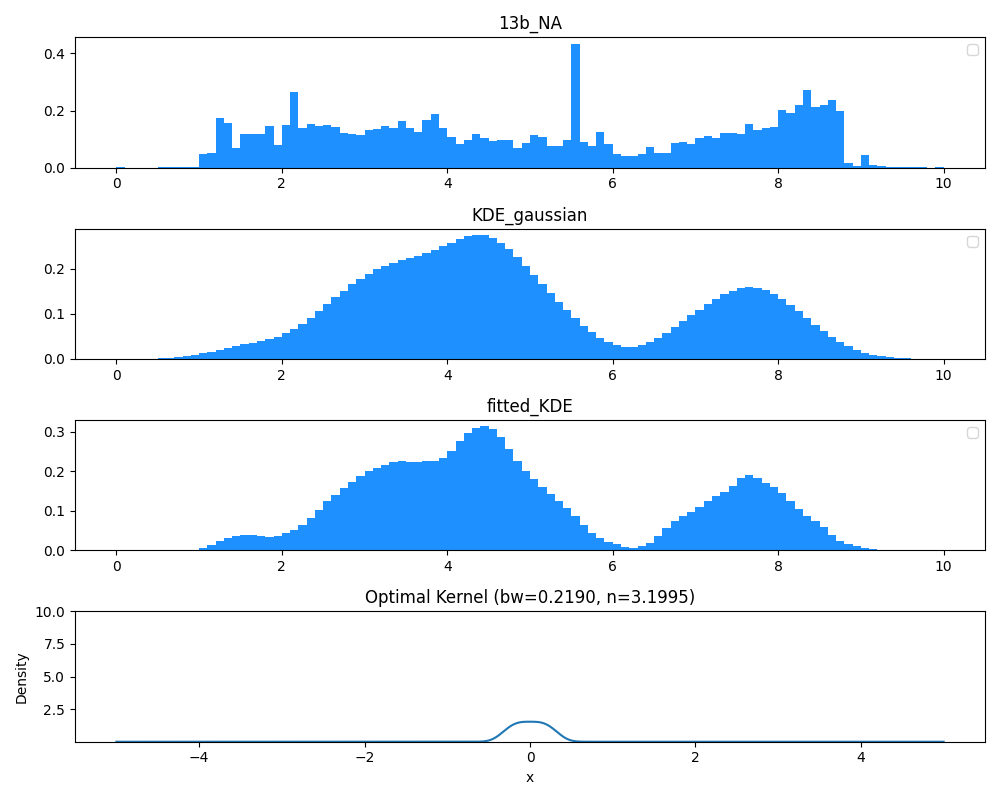 13b_NA
0.4
0.2
0.0
0 2 4 6 8 10
KDE_gaussian
0.2
0.1
0.0
0 2 4 6 8 10
fitted_KDE
0.3
0.2
0.1
0.0
0 2 4 6 8 10
Optimal Kernel (bw=0.2190, n=3.1995)
10.0
7.5
5.0
2.5
Density
−4 −2 0 2 4
x